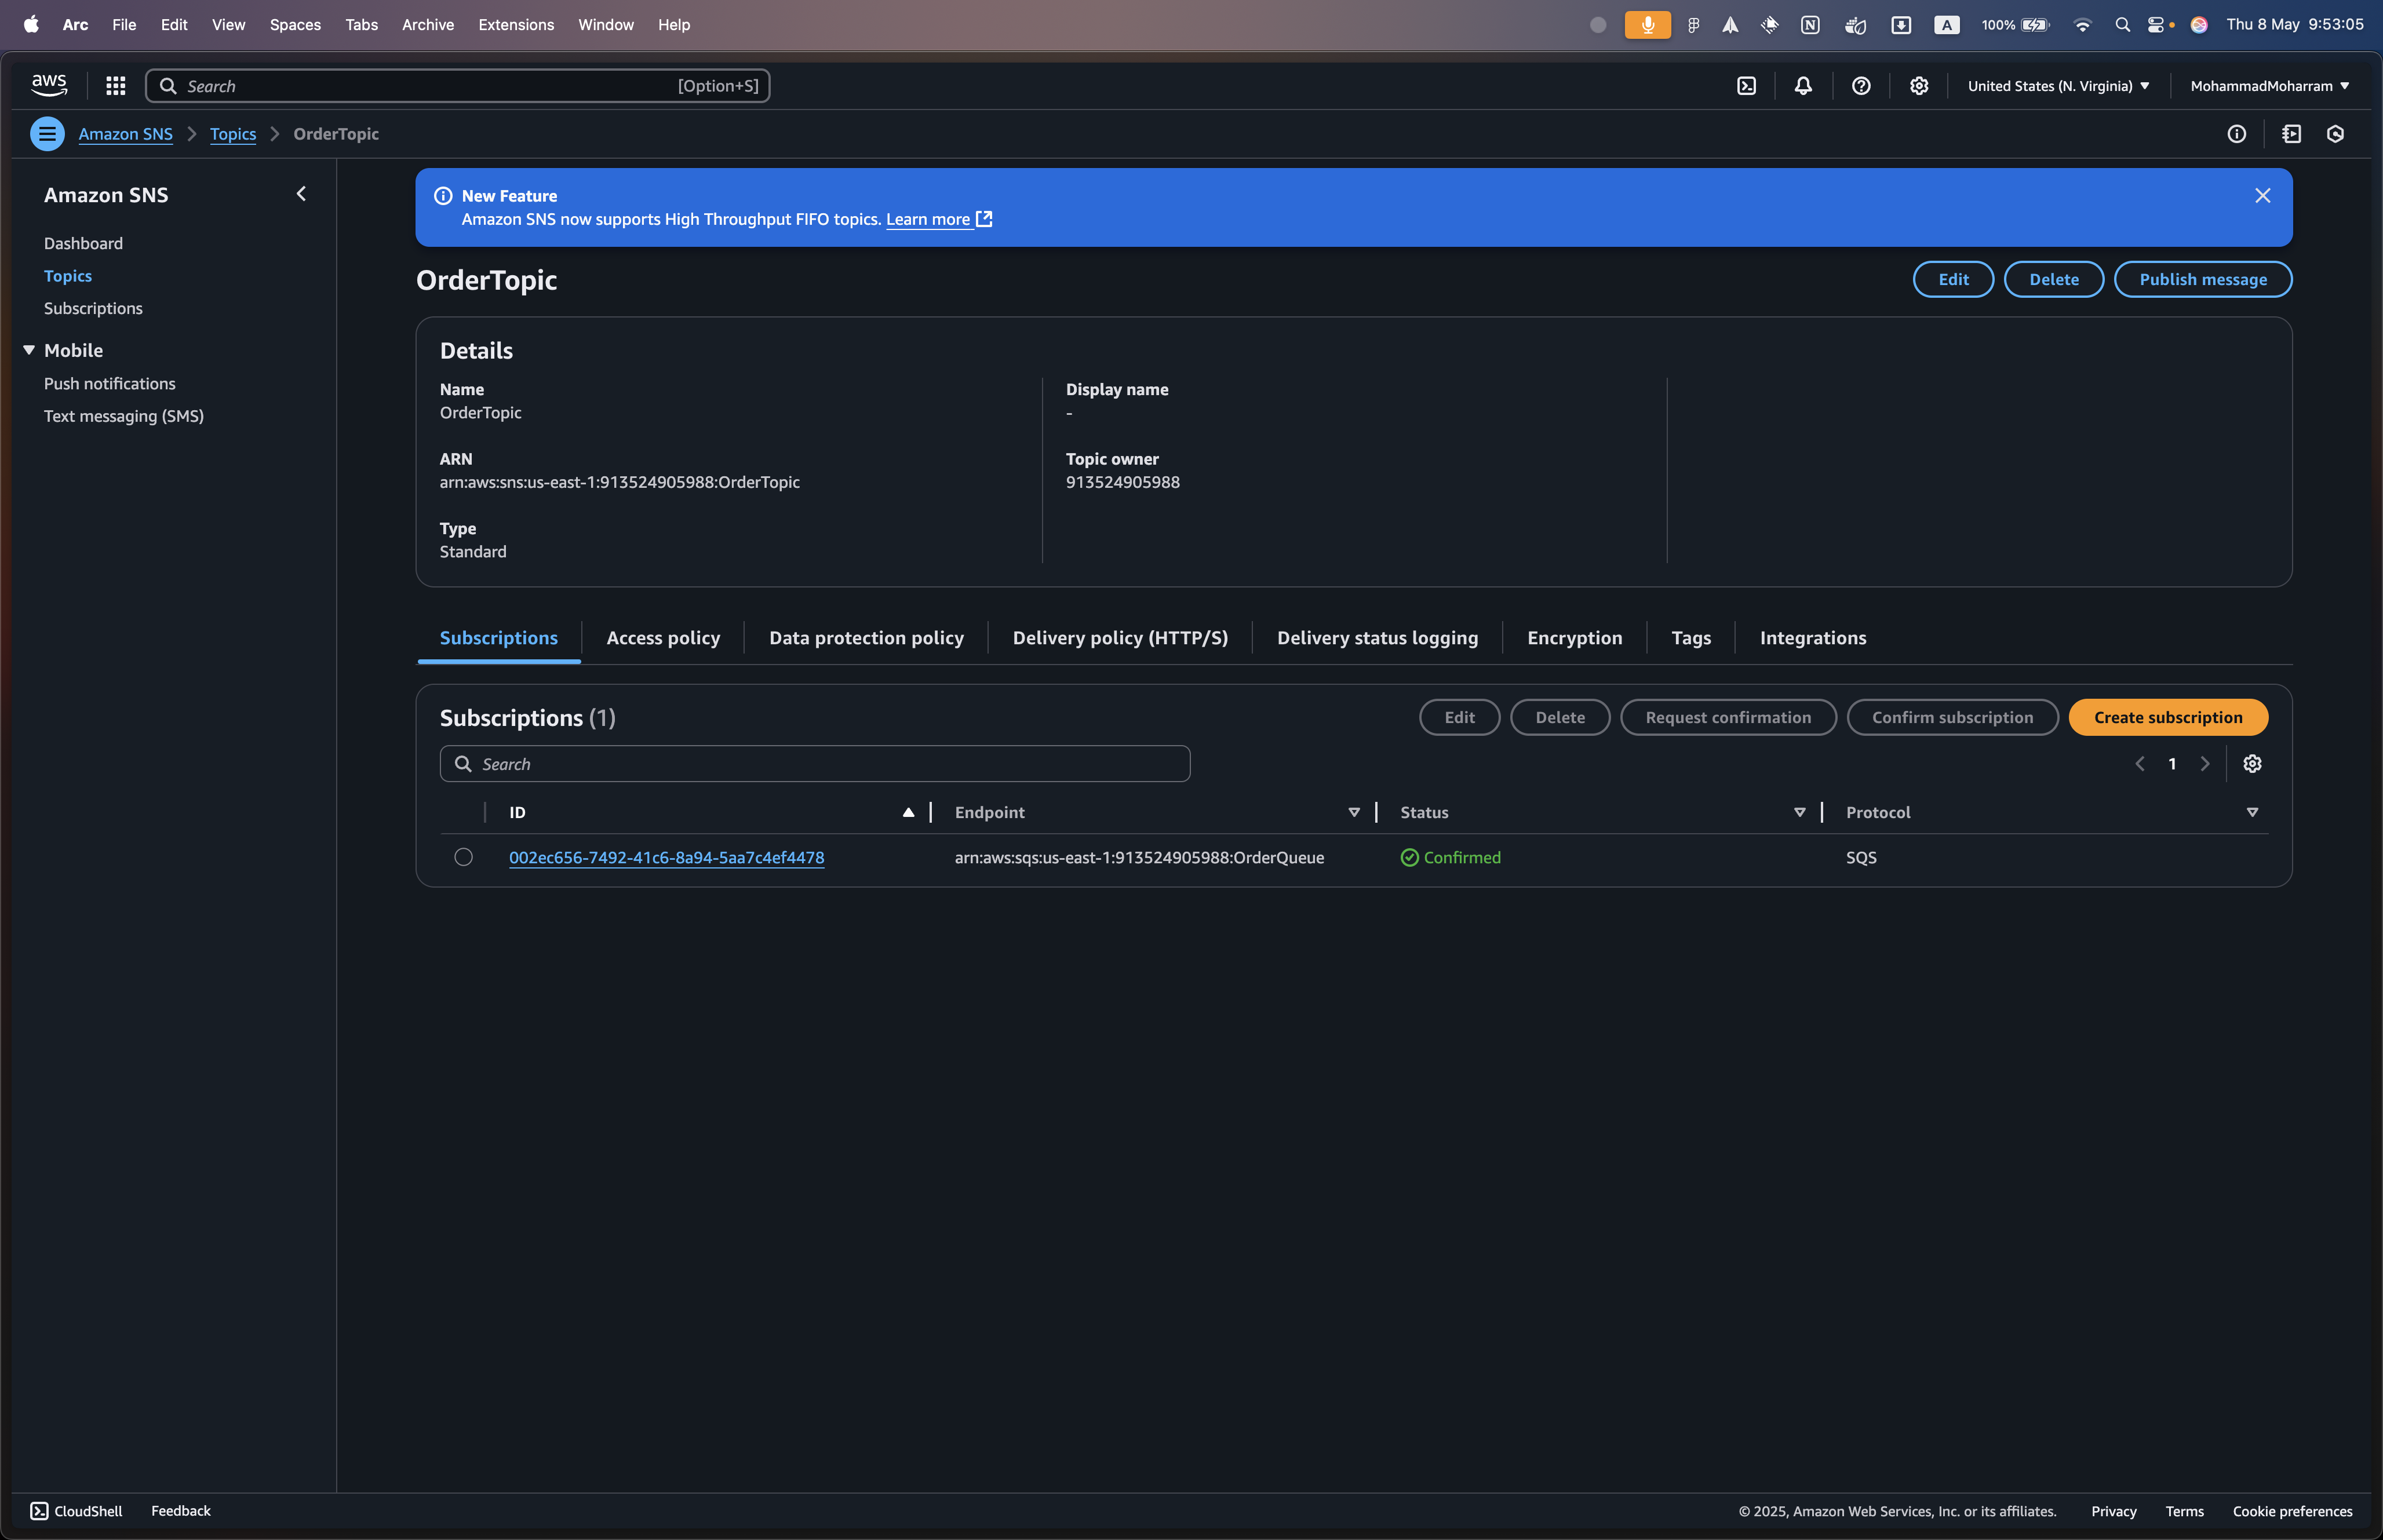 Arc File Edit View Spaces Tabs Archive Extensions Window Help N A 100% Thu 8 May 9:53:05
aws Search [Option+S] United States (N. Virginia) MohammadMoharram
Amazon SNS Topics OrderTopic
Amazon SNS
Dashboard
Topics
Subscriptions
Mobile
Push notifications
Text messaging (SMS)
New Feature
Amazon SNS now supports High Throughput FIFO topics. Learn more
OrderTopic Edit Delete Publish message
Details
Name
OrderTopic
ARN
arn:aws:sns:us-east-1:913524905988:OrderTopic
Type
Standard
Display name
-
Topic owner
913524905988
Subscriptions Access policy Data protection policy Delivery policy (HTTP/S) Delivery status logging Encryption Tags Integrations
Subscriptions (1) Edit Delete Request confirmation Confirm subscription Create subscription
Search 1
ID Endpoint Status Protocol
002ec656-7492-41c6-8a94-5aa7c4ef4478 arn:aws:sqs:us-east-1:913524905988:OrderQueue Confirmed SQS
CloudShell Feedback © 2025, Amazon Web Services, Inc. or its affiliates. Privacy Terms Cookie preferences